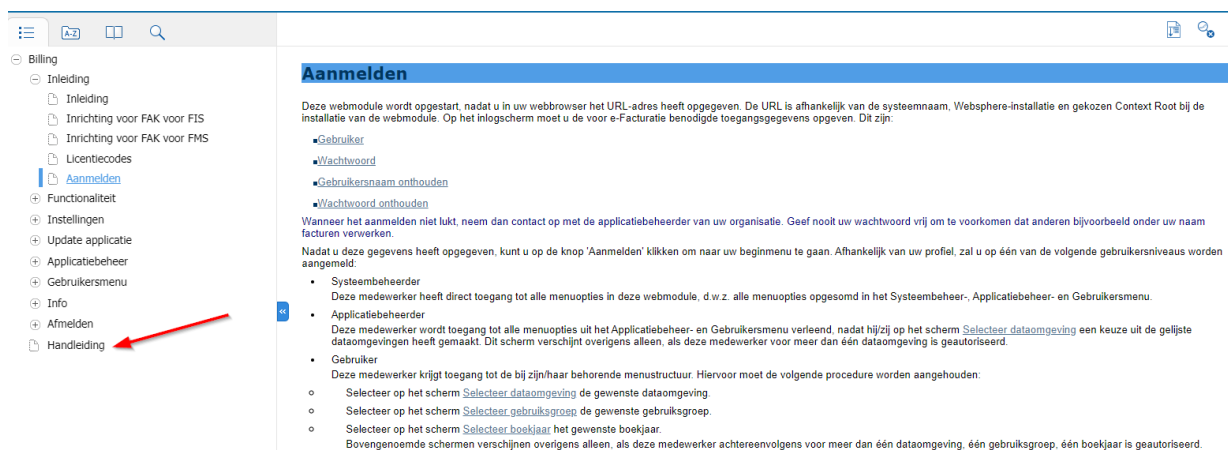 A-Z
Billing
Inleiding
Inleiding
Inrichting voor FAK voor FIS
Inrichting voor FAK voor FMS
Licentiecodes
Aanmelden
Functionaliteit
Instellingen
Update applicatie
Applicatiebeheer
Gebruikersmenu
Info
Afmelden
Handleiding
Aanmelden
Deze webmodule wordt opgestart, nadat u in uw webbrowser het URL-adres heeft opgegeven. De URL is afhankelijk van de systeemnaam, Websphere-installatie en gekozen Context Root bij de
installatie van de webmodule. Op het inlogscherm moet u de voor e-Facturatie benodigde toegangsgegevens opgeven. Dit zijn:
Gebruiker
Wachtwoord
Gebruikersnaam onthouden
Wachtwoord onthouden
Wanneer het aanmelden niet lukt, neem dan contact op met de applicatiebeheerder van uw organisatie. Geef nooit uw wachtwoord vrij om te voorkomen dat anderen bijvoorbeeld onder uw naam
facturen verwerken.
Nadat u deze gegevens heeft opgegeven, kunt u op de knop 'Aanmelden' klikken om naar uw beginmenu te gaan. Afhankelijk van uw profiel, zal u op één van de volgende gebruikersniveaus worden
aangemeld:
• Systeembeheerder
Deze medewerker heeft direct toegang tot alle menuopties in deze webmodule, d.w.z. alle menuopties opgesomd in het Systeembeheer-, Applicatiebeheer- en Gebruikersmenu.
• Applicatiebeheerder
Deze medewerker wordt toegang tot alle menuopties uit het Applicatiebeheer- en Gebruikersmenu verleend, nadat hij/zij op het scherm Selecteer dataomgeving een keuze uit de gelijste
dataomgevingen heeft gemaakt. Dit scherm verschijnt overigens alleen, als deze medewerker voor meer dan één dataomgeving is geautoriseerd.
• Gebruiker
Deze medewerker krijgt toegang tot de bij zijn/haar behorende menustructuur. Hiervoor moet de volgende procedure worden aangehouden:
o Selecteer op het scherm Selecteer dataomgeving de gewenste dataomgeving.
o Selecteer op het scherm Selecteer gebruiksgroep de gewenste gebruiksgroep.
o Selecteer op het scherm Selecteer boekjaar het gewenste boekjaar.
Bovengenoemde schermen verschijnen overigens alleen, als deze medewerker achtereenvolgens voor meer dan één dataomgeving, één gebruiksgroep, één boekjaar is geautoriseerd.